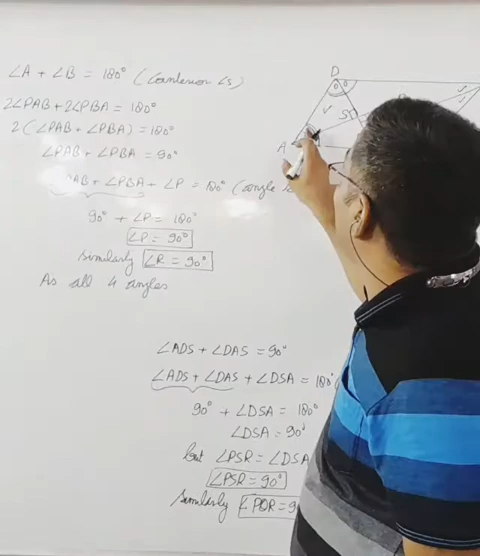 ∠A + ∠B = 180° (Cointerior ∠s)
2∠PAB + 2∠PBA = 180°
2(∠PAB + ∠PBA) = 180°
∠PAB + ∠PBA = 90°
∠PAB + ∠PBA + ∠P = 180° (angle
90° + ∠P = 180°
∠P = 90°
Similarly ∠R = 90°
As all 4 angles
D
S
A
∠ADS + ∠DAS = 90°
∠ADS + ∠DAS + ∠DSA = 180°
90° + ∠DSA = 180°
∠DSA = 90°
but ∠PSR = ∠DSA
∠PSR = 90°
Similarly ∠PQR = 9